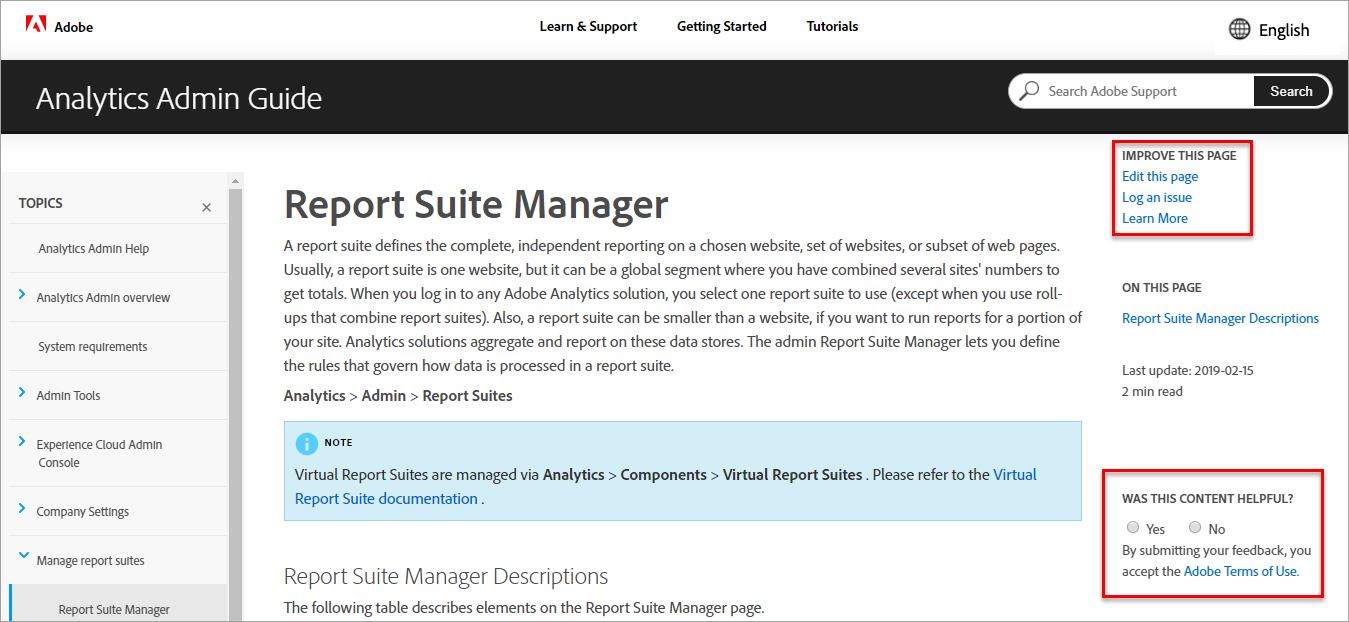 Adobe
Learn & Support
Getting Started
Tutorials
English
Analytics Admin Guide
Search Adobe Support
Search
TOPICS
Analytics Admin Help
Analytics Admin overview
System requirements
Admin Tools
Experience Cloud Admin
Console
Company Settings
Manage report suites
Report Suite Manager
Report Suite Manager
A report suite defines the complete, independent reporting on a chosen website, set of websites, or subset of web pages.
Usually, a report suite is one website, but it can be a global segment where you have combined several sites' numbers to
get totals. When you log in to any Adobe Analytics solution, you select one report suite to use (except when you use roll-
ups that combine report suites). Also, a report suite can be smaller than a website, if you want to run reports for a portion of
your site. Analytics solutions aggregate and report on these data stores. The admin Report Suite Manager lets you define
the rules that govern how data is processed in a report suite.
Analytics > Admin > Report Suites
NOTE
Virtual Report Suites are managed via Analytics > Components > Virtual Report Suites . Please refer to the Virtual
Report Suite documentation .
Report Suite Manager Descriptions
The following table describes elements on the Report Suite Manager page.
IMPROVE THIS PAGE
Edit this page
Log an issue
Learn More
ON THIS PAGE
Report Suite Manager Descriptions
Last update: 2019-02-15
2 min read
WAS THIS CONTENT HELPFUL?
Yes No
By submitting your feedback, you
accept the Adobe Terms of Use.